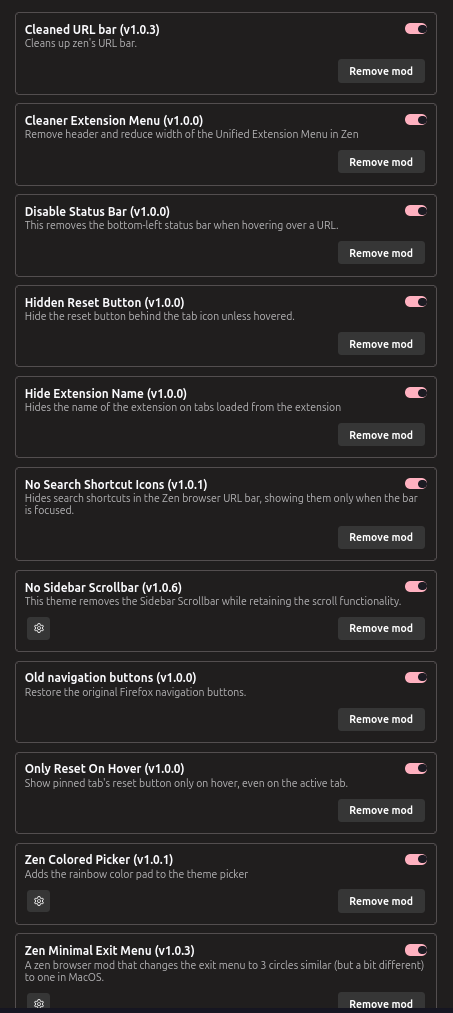 Cleaned URL bar (v1.0.3)
Cleans up zen's URL bar.
Remove mod
Cleaner Extension Menu (v1.0.0)
Remove header and reduce width of the Unified Extension Menu in Zen
Remove mod
Disable Status Bar (v1.0.0)
This removes the bottom-left status bar when hovering over a URL.
Remove mod
Hidden Reset Button (v1.0.0)
Hide the reset button behind the tab icon unless hovered.
Remove mod
Hide Extension Name (v1.0.0)
Hides the name of the extension on tabs loaded from the extension
Remove mod
No Search Shortcut Icons (v1.0.1)
Hides search shortcuts in the Zen browser URL bar, showing them only when the bar
is focused.
Remove mod
No Sidebar Scrollbar (v1.0.6)
This theme removes the Sidebar Scrollbar while retaining the scroll functionality.
Remove mod
Old navigation buttons (v1.0.0)
Restore the original Firefox navigation buttons.
Remove mod
Only Reset On Hover (v1.0.0)
Show pinned tab's reset button only on hover, even on the active tab.
Remove mod
Zen Colored Picker (v1.0.1)
Adds the rainbow color pad to the theme picker
Remove mod
Zen Minimal Exit Menu (v1.0.3)
A zen browser mod that changes the exit menu to 3 circles similar (but a bit different)
to one in MacOS.
Remove mod